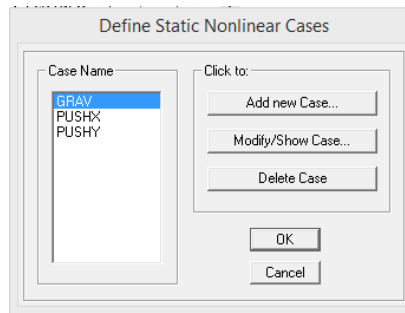 Define Static Nonlinear Cases
Case Name
GRAV
PUSHX
PUSHY
Click to:
Add new Case...
Modify/Show Case...
Delete Case
OK
Cancel